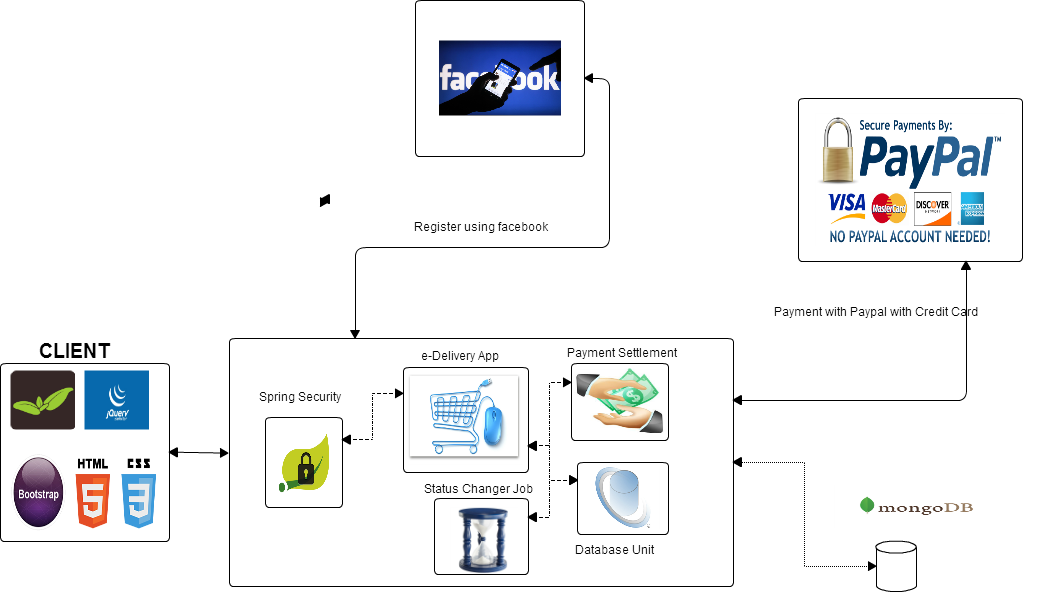 facebook
Secure Payments By:
PayPal™
VISA
MasterCard
DISCOVER
NETWORK
AMERICAN
EXPRESS
NO PAYPAL ACCOUNT NEEDED!
Register using facebook
Payment with Paypal with Credit Card
CLIENT
jQuery
Bootstrap
HTML
5
CSS
3
e-Delivery App
Payment Settlement
Spring Security
Status Changer Job
Database Unit
mongoDB